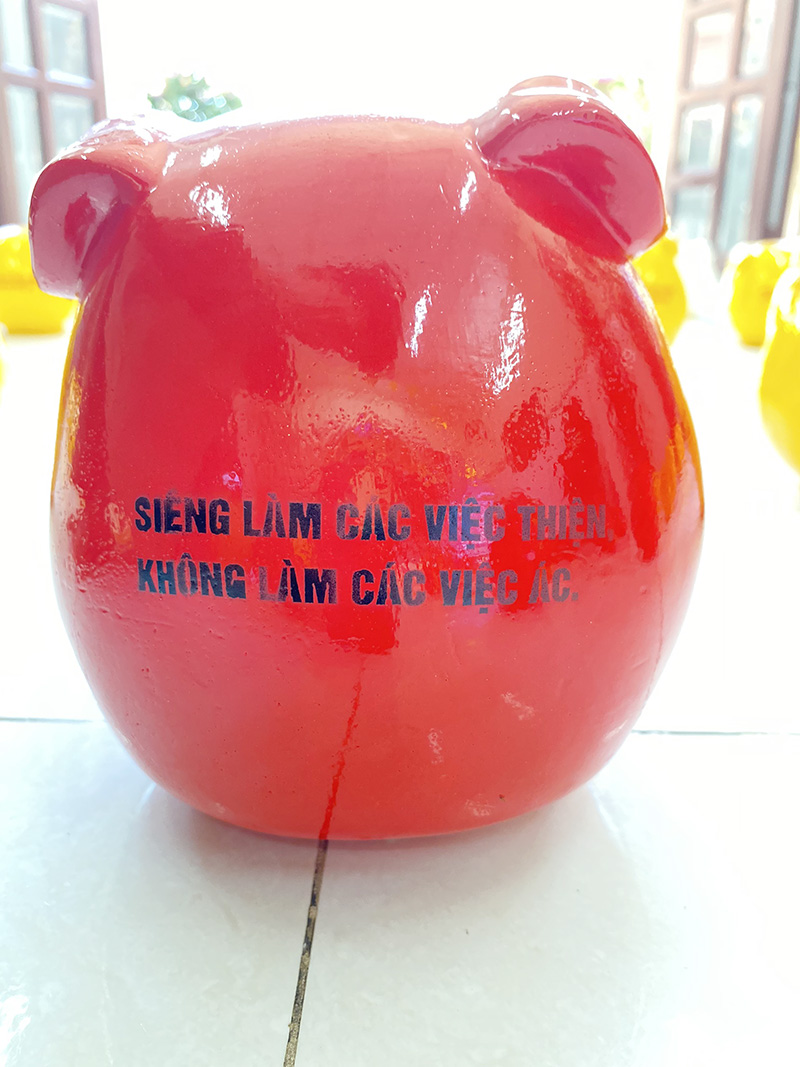 SIÊNG LÀM CÁC VIỆC THIỆN,
KHÔNG LÀM CÁC VIỆC ÁC.